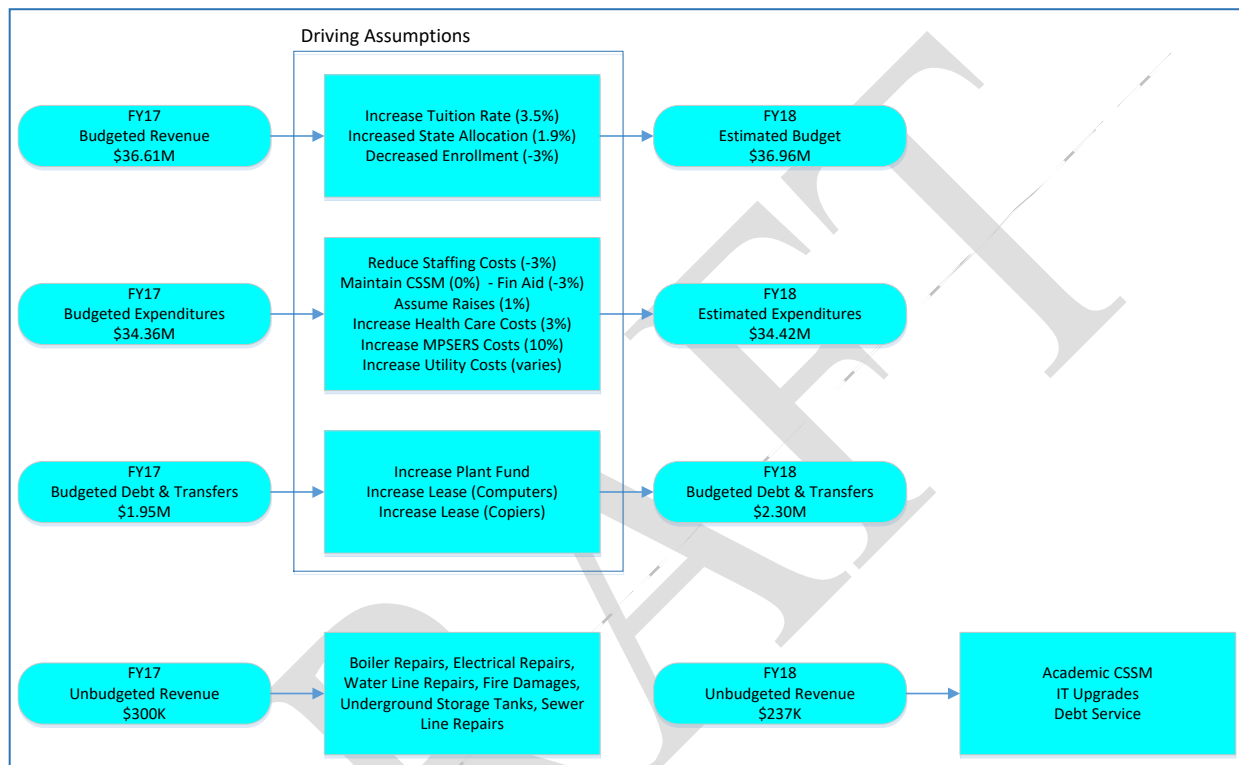 Driving Assumptions
FY17
Budgeted Revenue
$36.61M
Increase Tuition Rate (3.5%)
Increased State Allocation (1.9%)
Decreased Enrollment (-3%)
FY18
Estimated Budget
$36.96M
FY17
Budgeted Expenditures
$34.36M
Reduce Staffing Costs (-3%)
Maintain CSSM (0%)  - Fin Aid (-3%)
Assume Raises (1%)
Increase Health Care Costs (3%)
Increase MPSERS Costs (10%)
Increase Utility Costs (varies)
FY18
Estimated Expenditures
$34.42M
FY17
Budgeted Debt & Transfers
$1.95M
Increase Plant Fund
Increase Lease (Computers)
Increase Lease (Copiers)
FY18
Budgeted Debt & Transfers
$2.30M
FY17
Unbudgeted Revenue
$300K
Boiler Repairs, Electrical Repairs,
Water Line Repairs, Fire Damages,
Underground Storage Tanks, Sewer
Line Repairs
FY18
Unbudgeted Revenue
$237K
Academic CSSM
IT Upgrades
Debt Service
DRAFT